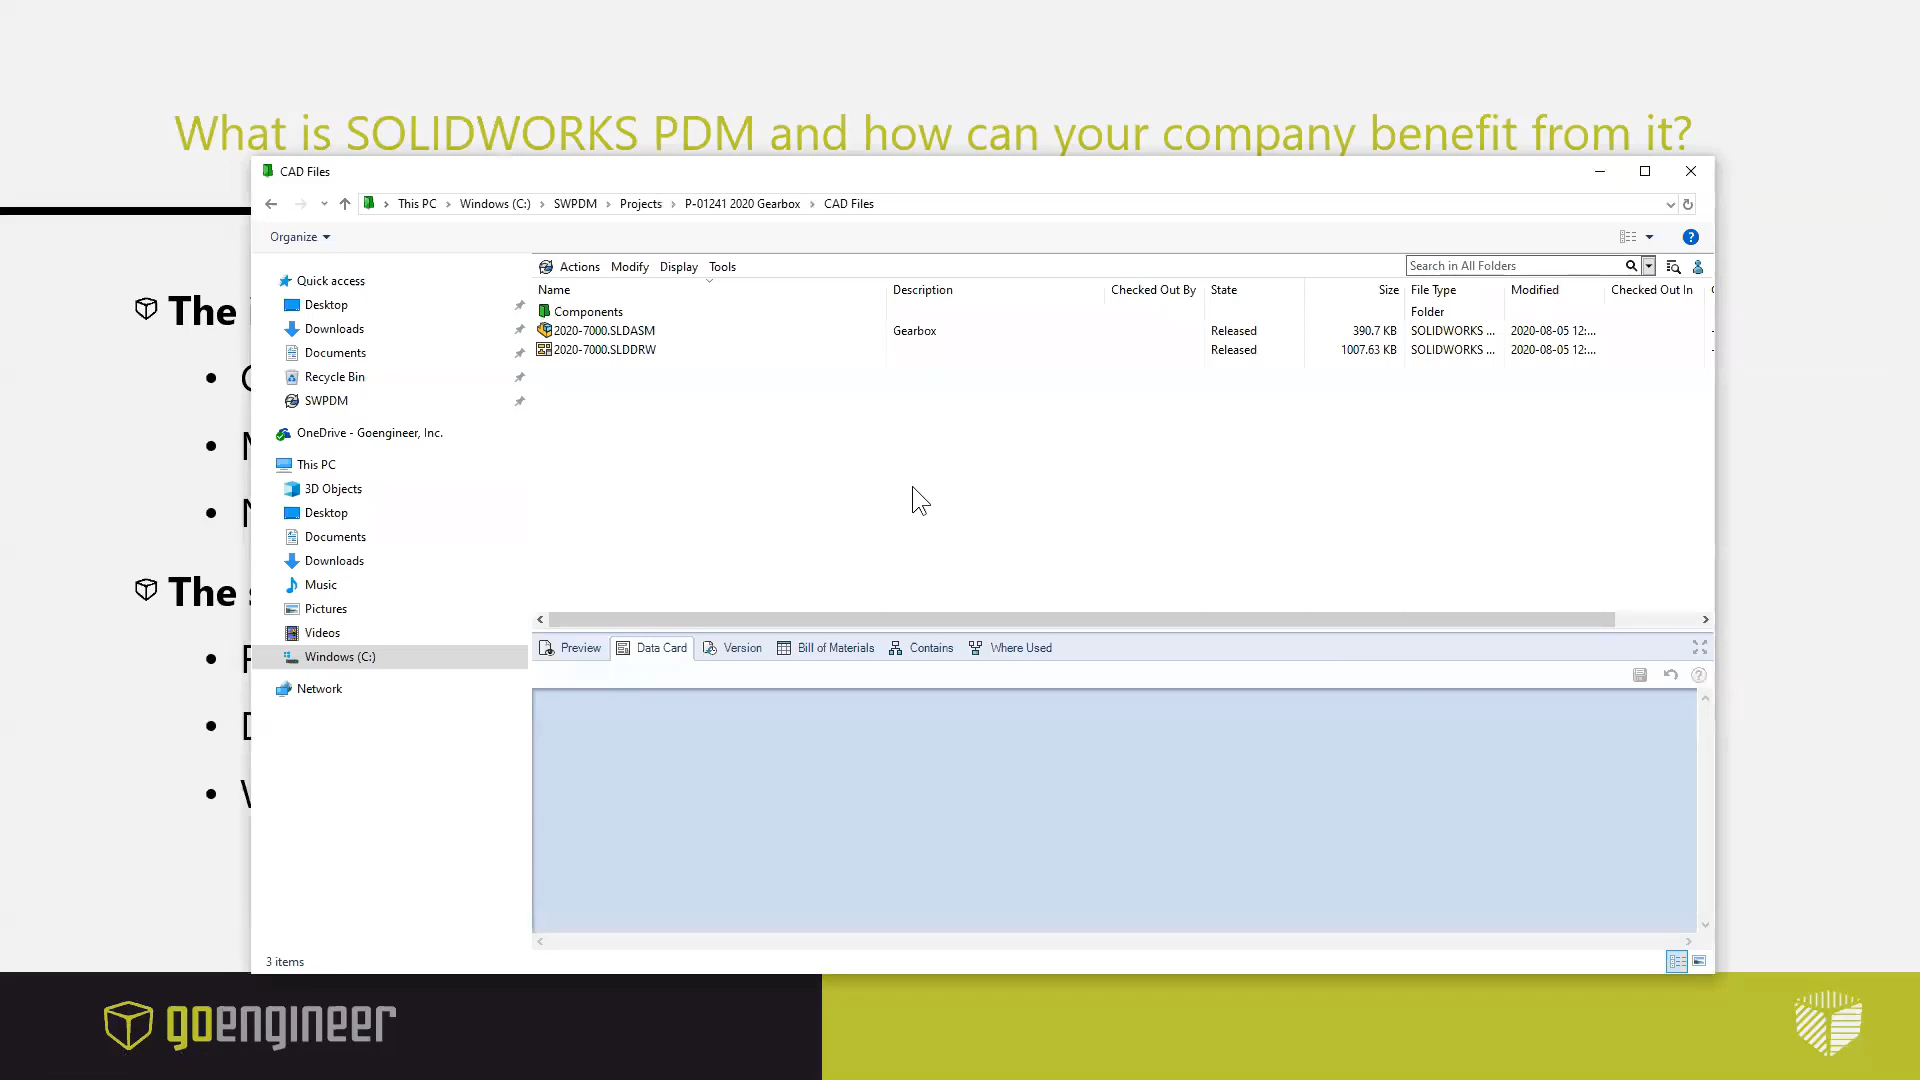 What is SOLIDWORKS PDM and how can your company benefit from it?
CAD Files
This PC Windows (C:) SWPDM Projects P-01241 2020 Gearbox CAD Files
Organize
Actions Modify Display Tools Search in All Folders
Name Description Checked Out By State Size File Type Modified Checked Out In
Components Folder
2020-7000.SLDASM Gearbox Released 390.7 KB SOLIDWORKS ... 2020-08-05 12:...
2020-7000.SLDDRW Released 1007.63 KB SOLIDWORKS ... 2020-08-05 12:...
Quick access
Desktop
Downloads
Documents
Recycle Bin
SWPDM
OneDrive - Goengineer, Inc.
This PC
3D Objects
Desktop
Documents
Downloads
Music
Pictures
Videos
Windows (C:)
Network
Preview Data Card Version Bill of Materials Contains Where Used
3 items
The
The
goengineer